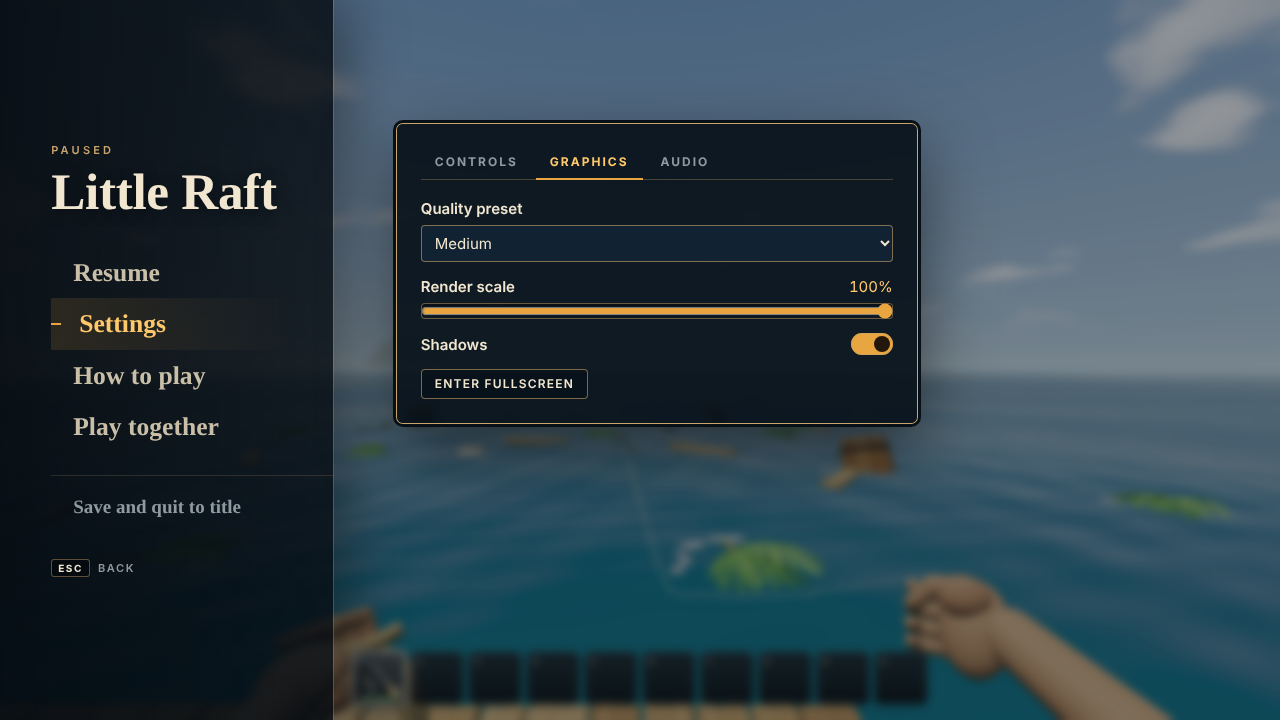 PAUSED
Little Raft
Resume
Settings
How to play
Play together
Save and quit to title
ESC BACK
CONTROLS GRAPHICS AUDIO
Quality preset
Medium
Render scale 100%
Shadows
ENTER FULLSCREEN